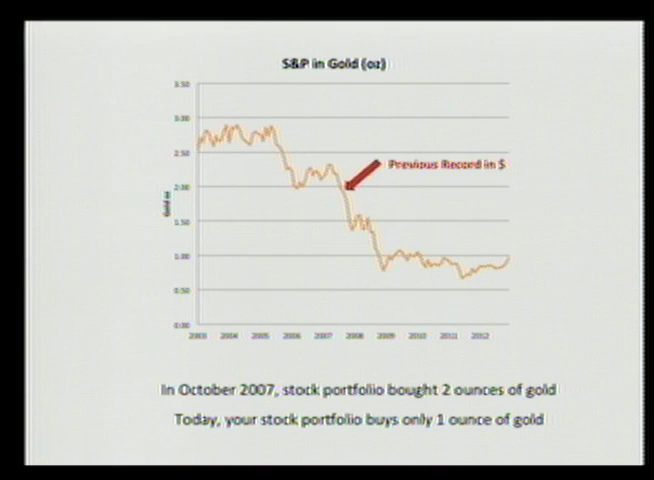 S&P in Gold (oz)
3.50
3.00
2.50
2.00
1.50
1.00
0.50
0.00
Gold oz
Previous Record in $
2003 2004 2005 2006 2007 2008 2009 2010 2011 2012
In October 2007, stock portfolio bought 2 ounces of gold
Today, your stock portfolio buys only 1 ounce of gold